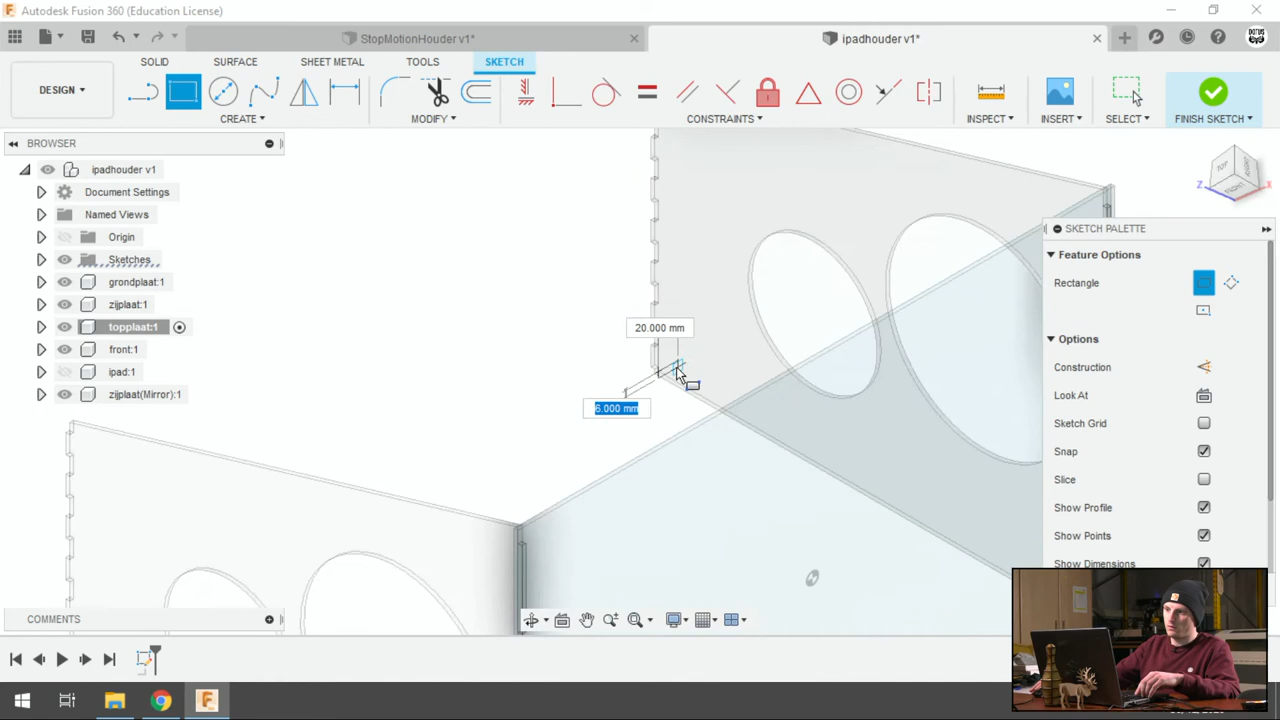 Autodesk Fusion 360 (Education License)
StopMotionHouder v1*
ipadhouder v1*
DESIGN
SOLID
SURFACE
SHEET METAL
TOOLS
SKETCH
CREATE
MODIFY
CONSTRAINTS
INSPECT
INSERT
SELECT
FINISH SKETCH
BROWSER
ipadhouder v1
Document Settings
Named Views
Origin
Sketches
grondplaat:1
zijplaat:1
topplaat:1
front:1
ipad:1
zijplaat(Mirror):1
TOP
FRONT
Z
X
20.000 mm
6.000 mm
SKETCH PALETTE
Feature Options
Rectangle
Options
Construction
Look At
Sketch Grid
Snap
Slice
Show Profile
Show Points
Show Dimensions
COMMENTS